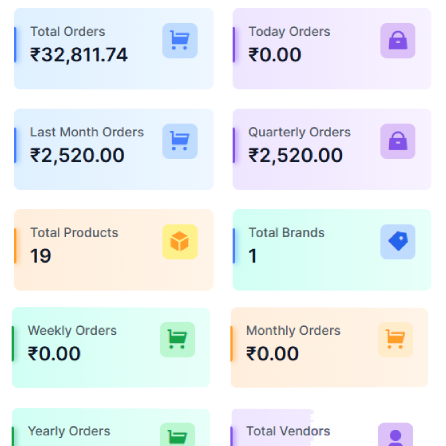 Total Orders
₹32,811.74
Today Orders
₹0.00
Last Month Orders
₹2,520.00
Quarterly Orders
₹2,520.00
Total Products
19
Total Brands
1
Weekly Orders
₹0.00
Monthly Orders
₹0.00
Yearly Orders
Total Vendors